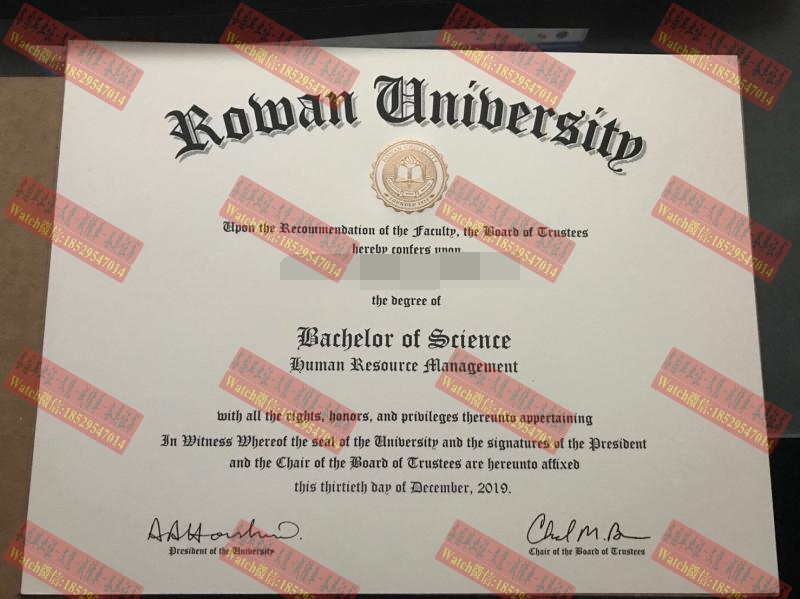 Rowan University
Upon the Recommendation of the Faculty, the Board of Trustees
hereby confers upon
the degree of
Bachelor of Science
Human Resource Management
with all the rights, honors, and privileges thereunto appertaining
In Witness Whereof the seal of the University and the signatures of the President
and the Chair of the Board of Trustees are hereunto affixed
this thirtieth day of December, 2019.
President of the University
Chair of the Board of Trustees
Watch微信:18529547014